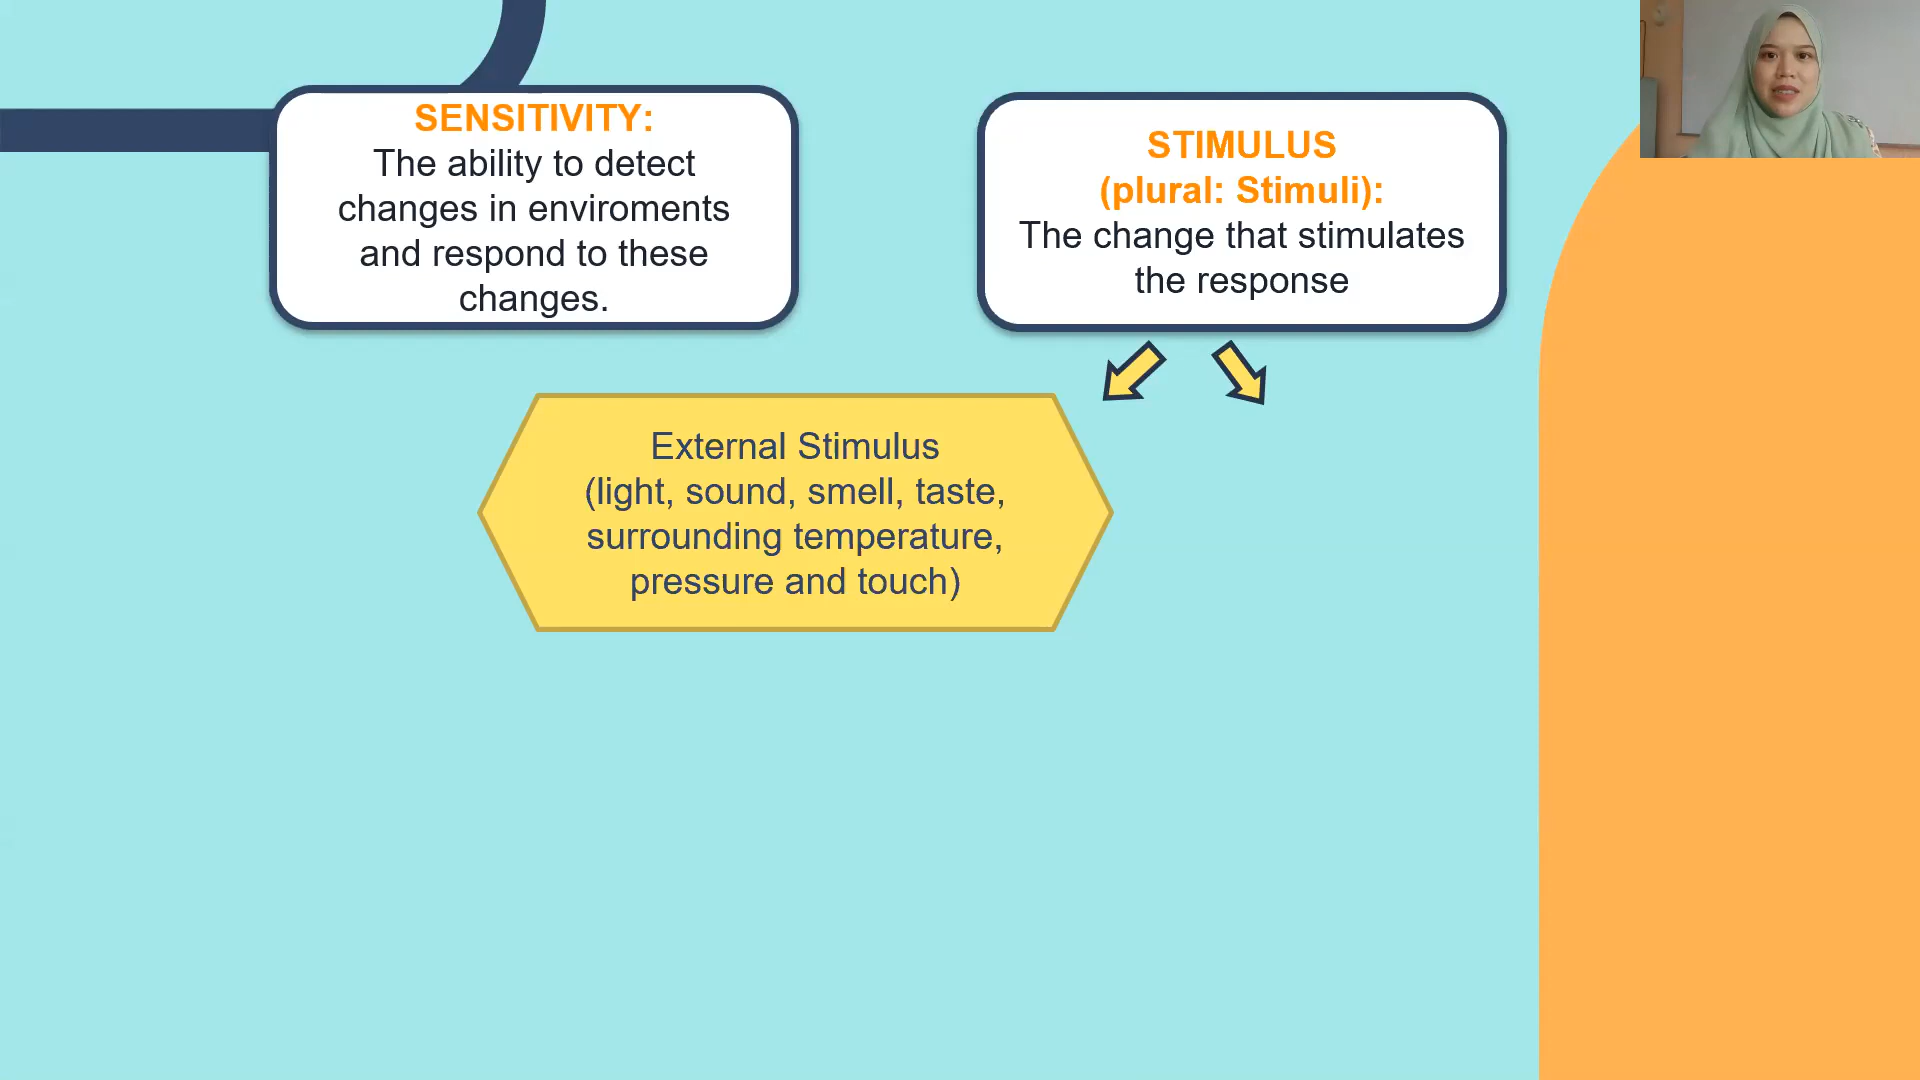 SENSITIVITY:
The ability to detect
changes in enviroments
and respond to these
changes.
STIMULUS
(plural: Stimuli):
The change that stimulates
the response
External Stimulus
(light, sound, smell, taste,
surrounding temperature,
pressure and touch)